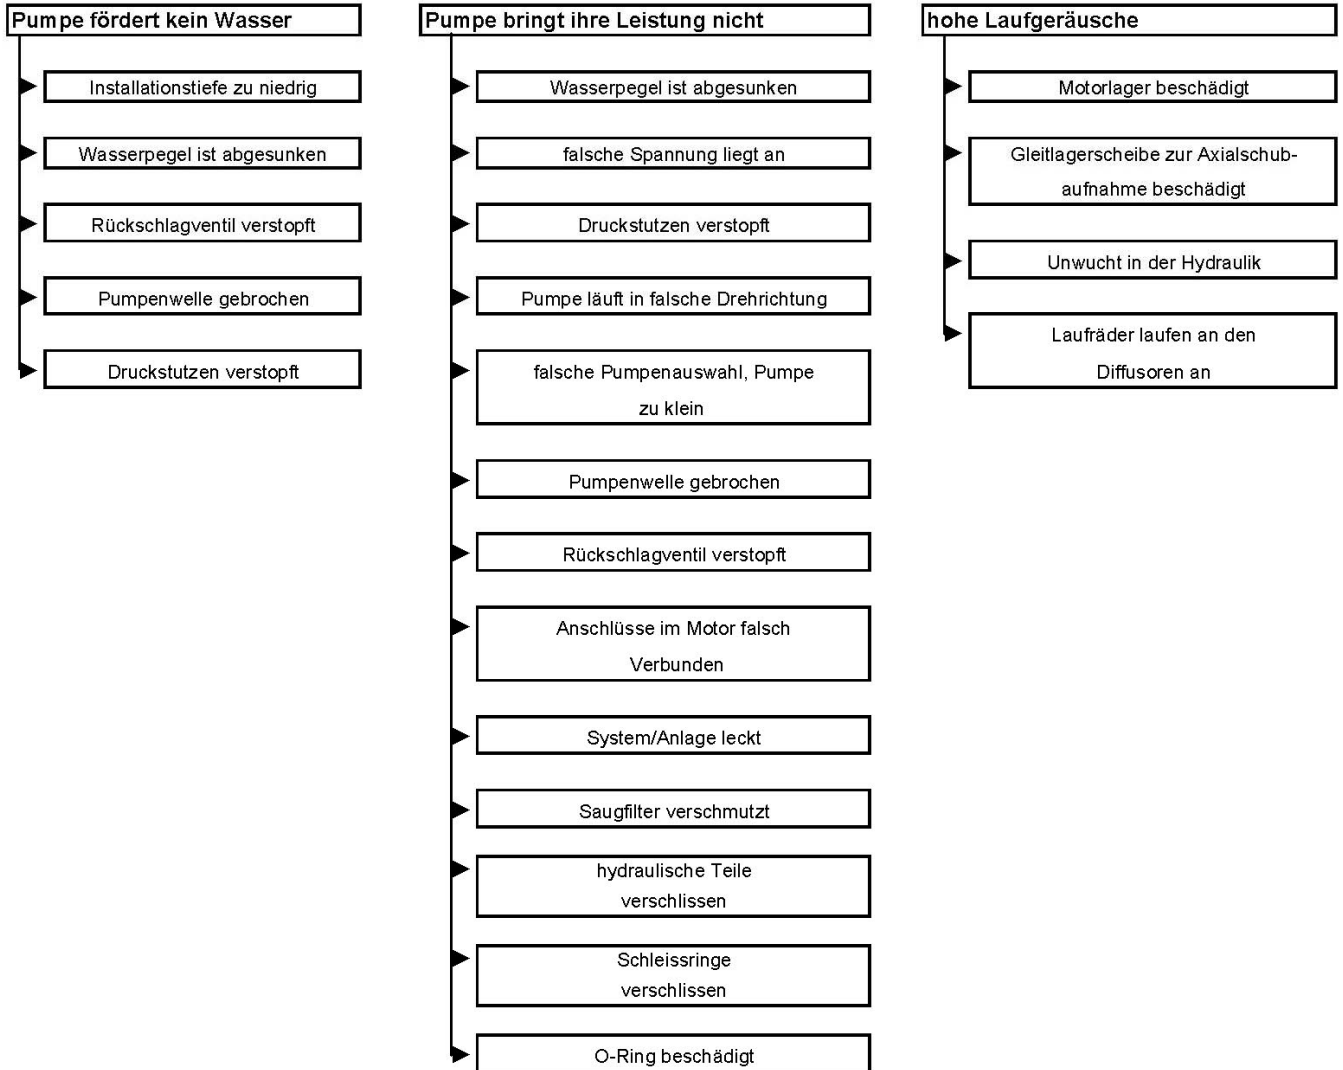 Pumpe fördert kein Wasser
Installationstiefe zu niedrig
Wasserpegel ist abgesunken
Rückschlagventil verstopft
Pumpenwelle gebrochen
Druckstutzen verstopft
Pumpe bringt ihre Leistung nicht
Wasserpegel ist abgesunken
falsche Spannung liegt an
Druckstutzen verstopft
Pumpe läuft in falsche Drehrichtung
falsche Pumpenauswahl, Pumpe
zu klein
Pumpenwelle gebrochen
Rückschlagventil verstopft
Anschlüsse im Motor falsch
Verbunden
System/Anlage leckt
Saugfilter verschmutzt
hydraulische Teile
verschlissen
Schleissringe
verschlissen
O-Ring beschädigt
hohe Laufgeräusche
Motorlager beschädigt
Gleitlagerscheibe zur Axialschub-
aufnahme beschädigt
Unwucht in der Hydraulik
Laufräder laufen an den
Diffusoren an